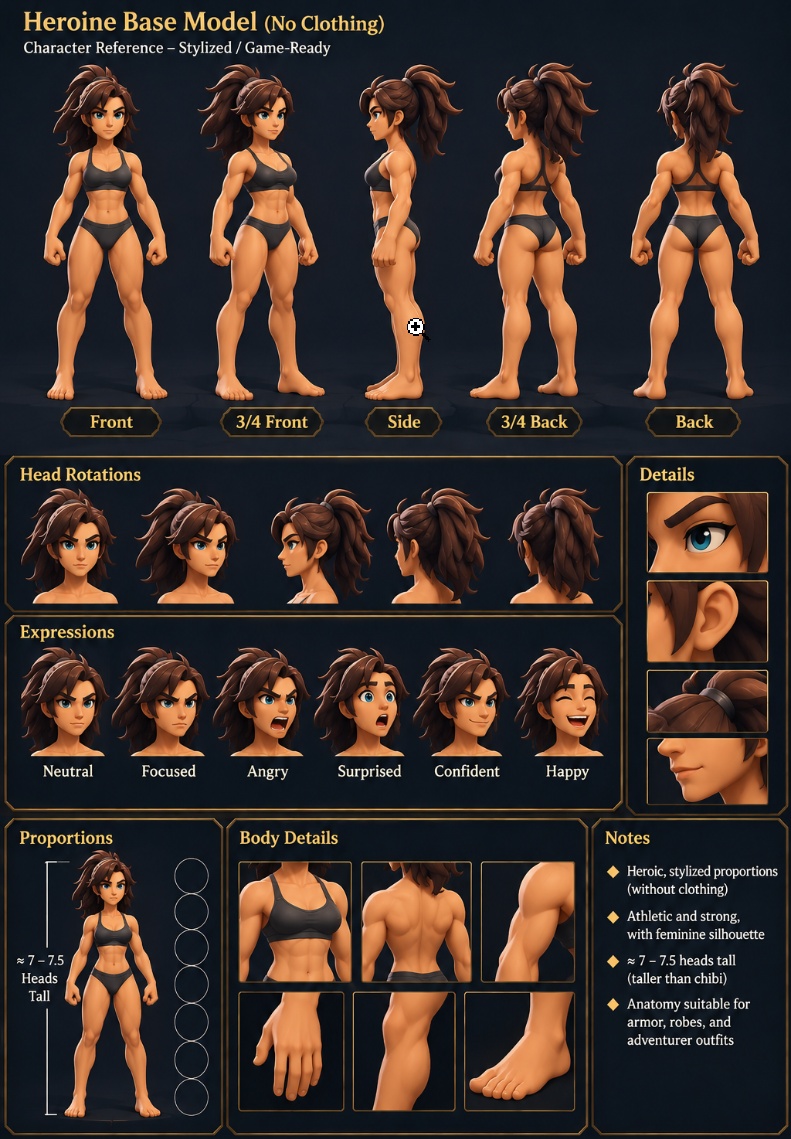 Heroine Base Model (No Clothing)
Character Reference – Stylized / Game-Ready
Front
3/4 Front
Side
3/4 Back
Back
Head Rotations
Details
Expressions
Neutral
Focused
Angry
Surprised
Confident
Happy
Proportions
≈ 7 – 7.5
Heads
Tall
Body Details
Notes
Heroic, stylized proportions
(without clothing)
Athletic and strong,
with feminine silhouette
≈ 7 – 7.5 heads tall
(taller than chibi)
Anatomy suitable for
armor, robes, and
adventurer outfits